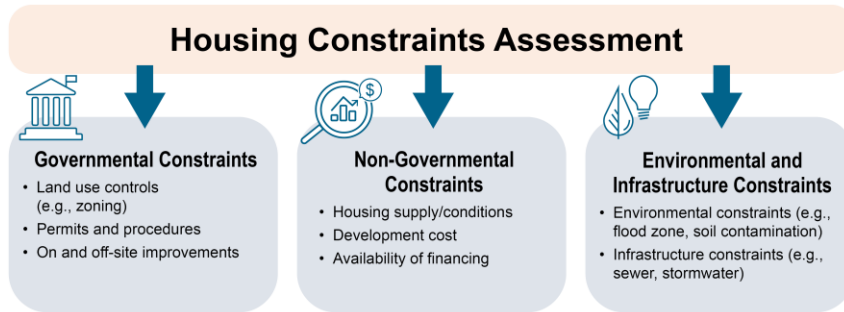 Housing Constraints Assessment
$
Governmental Constraints
• Land use controls
(e.g., zoning)
• Permits and procedures
• On and off-site improvements
Non-Governmental
Constraints
• Housing supply/conditions
• Development cost
• Availability of financing
Environmental and
Infrastructure Constraints
• Environmental constraints (e.g.,
flood zone, soil contamination)
• Infrastructure constraints (e.g.,
sewer, stormwater)